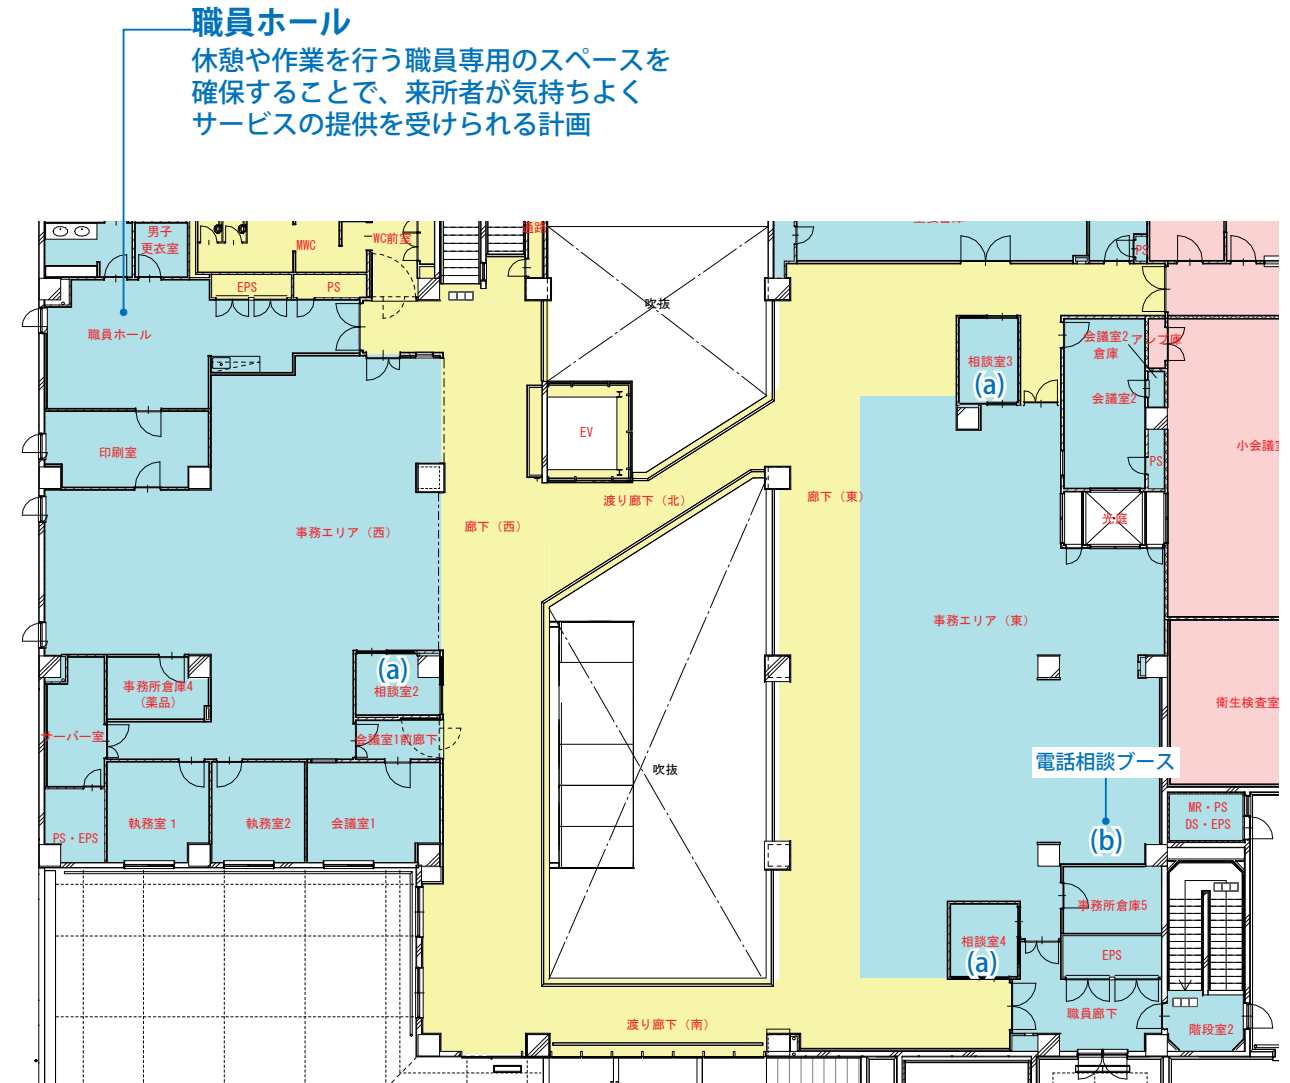 職員ホール
休憩や作業を行う職員専用のスペースを
確保することで、来所者が気持ちよく
サービスの提供を受けられる計画
男子
更衣室
MWC
WC前室
EPS
PS
職員ホール
印刷室
吹抜
EV
相談室3
(a)
会議室2
倉庫
アンプ庫
会議室2
PS
PS
小会議
光庭
事務エリア（西）
廊下（西）
渡り廊下（北）
廊下（東）
事務エリア（東）
(a)
相談室2
事務所倉庫4
（薬品）
サーバー室
会議室1前廊下
衛生検査室
吹抜
電話相談ブース
(b)
MR・PS
DS・EPS
PS・EPS
執務室１
執務室2
会議室1
事務所倉庫5
相談室4
(a)
EPS
職員廊下
階段室2
渡り廊下（南）